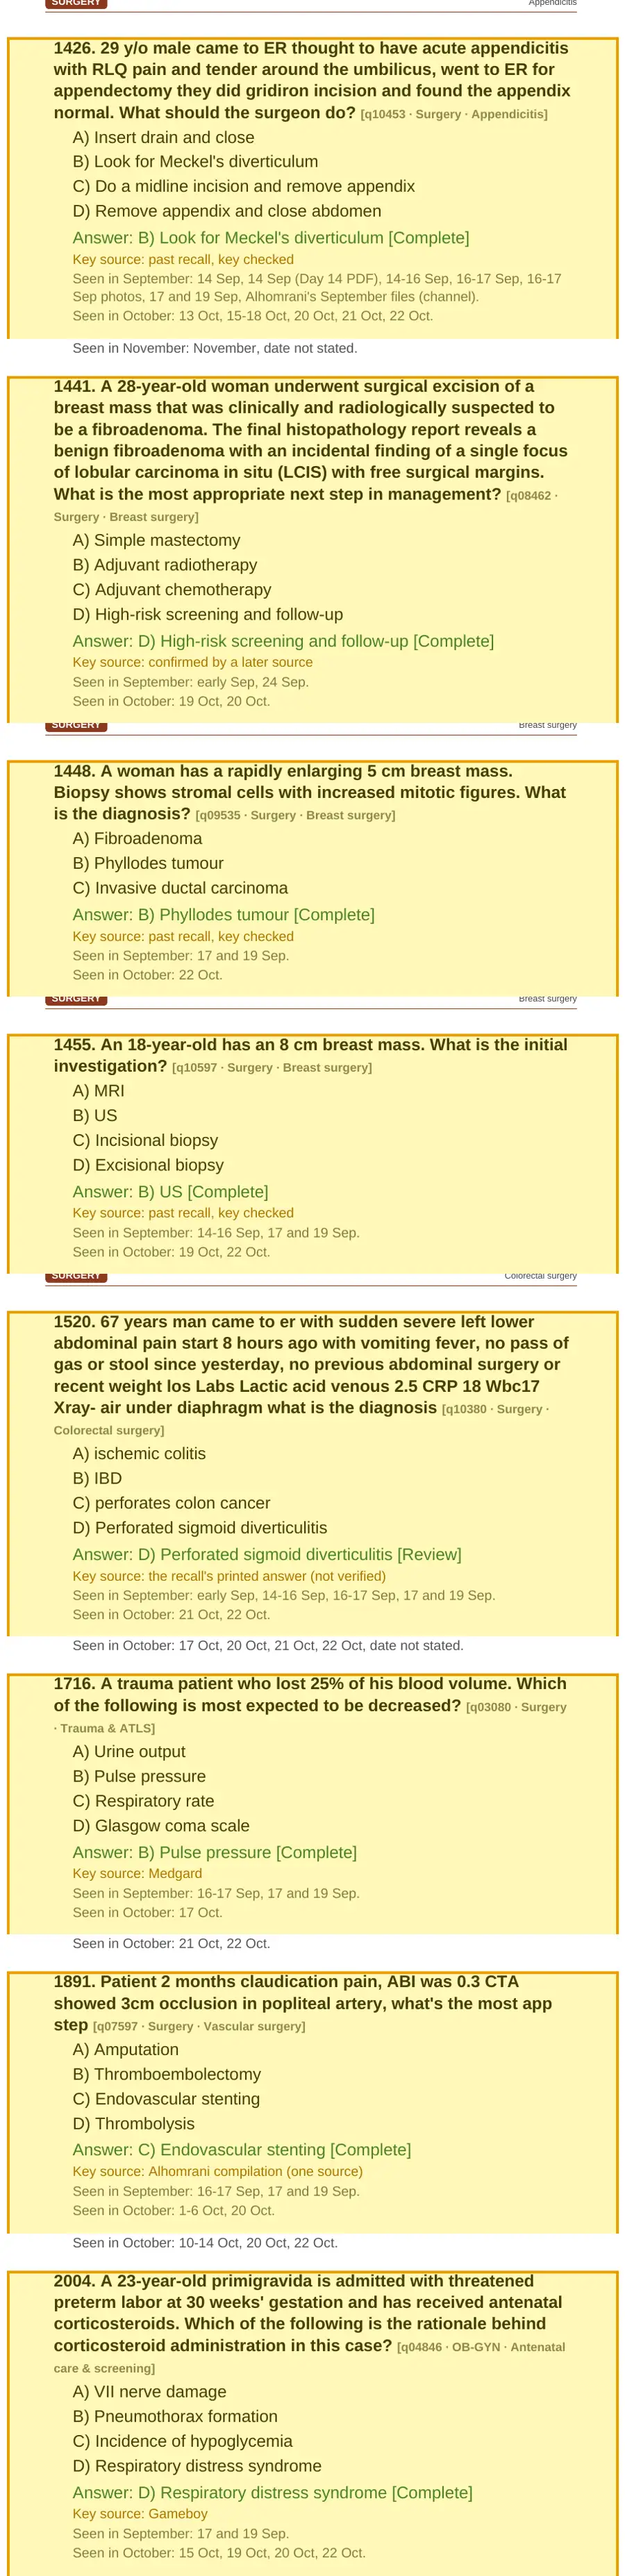 SURGERY
Appendicitis
1426. 29 y/o male came to ER thought to have acute appendicitis
with RLQ pain and tender around the umbilicus, went to ER for
appendectomy they did gridiron incision and found the appendix
normal. What should the surgeon do? [q10453 · Surgery · Appendicitis]
A) Insert drain and close
B) Look for Meckel's diverticulum
C) Do a midline incision and remove appendix
D) Remove appendix and close abdomen
Answer: B) Look for Meckel's diverticulum [Complete]
Key source: past recall, key checked
Seen in September: 14 Sep, 14 Sep (Day 14 PDF), 14-16 Sep, 16-17 Sep, 16-17
Sep photos, 17 and 19 Sep, Alhomrani's September files (channel).
Seen in October: 13 Oct, 15-18 Oct, 20 Oct, 21 Oct, 22 Oct.
Seen in November: November, date not stated.
1441. A 28-year-old woman underwent surgical excision of a
breast mass that was clinically and radiologically suspected to
be a fibroadenoma. The final histopathology report reveals a
benign fibroadenoma with an incidental finding of a single focus
of lobular carcinoma in situ (LCIS) with free surgical margins.
What is the most appropriate next step in management? [q08462 ·
Surgery · Breast surgery]
A) Simple mastectomy
B) Adjuvant radiotherapy
C) Adjuvant chemotherapy
D) High-risk screening and follow-up
Answer: D) High-risk screening and follow-up [Complete]
Key source: confirmed by a later source
Seen in September: early Sep, 24 Sep.
Seen in October: 19 Oct, 20 Oct.
SURGERY
Breast surgery
1448. A woman has a rapidly enlarging 5 cm breast mass.
Biopsy shows stromal cells with increased mitotic figures. What
is the diagnosis? [q09535 · Surgery · Breast surgery]
A) Fibroadenoma
B) Phyllodes tumour
C) Invasive ductal carcinoma
Answer: B) Phyllodes tumour [Complete]
Key source: past recall, key checked
Seen in September: 17 and 19 Sep.
Seen in October: 22 Oct.
SURGERY
Breast surgery
1455. An 18-year-old has an 8 cm breast mass. What is the initial
investigation? [q10597 · Surgery · Breast surgery]
A) MRI
B) US
C) Incisional biopsy
D) Excisional biopsy
Answer: B) US [Complete]
Key source: past recall, key checked
Seen in September: 14-16 Sep, 17 and 19 Sep.
Seen in October: 19 Oct, 22 Oct.
SURGERY
Colorectal surgery
1520. 67 years man came to er with sudden severe left lower
abdominal pain start 8 hours ago with vomiting fever, no pass of
gas or stool since yesterday, no previous abdominal surgery or
recent weight los Labs Lactic acid venous 2.5 CRP 18 Wbc17
Xray- air under diaphragm what is the diagnosis [q10380 · Surgery ·
Colorectal surgery]
A) ischemic colitis
B) IBD
C) perforates colon cancer
D) Perforated sigmoid diverticulitis
Answer: D) Perforated sigmoid diverticulitis [Review]
Key source: the recall's printed answer (not verified)
Seen in September: early Sep, 14-16 Sep, 16-17 Sep, 17 and 19 Sep.
Seen in October: 21 Oct, 22 Oct.
Seen in October: 17 Oct, 20 Oct, 21 Oct, 22 Oct, date not stated.
1716. A trauma patient who lost 25% of his blood volume. Which
of the following is most expected to be decreased? [q03080 · Surgery
· Trauma & ATLS]
A) Urine output
B) Pulse pressure
C) Respiratory rate
D) Glasgow coma scale
Answer: B) Pulse pressure [Complete]
Key source: Medgard
Seen in September: 16-17 Sep, 17 and 19 Sep.
Seen in October: 17 Oct.
Seen in October: 21 Oct, 22 Oct.
1891. Patient 2 months claudication pain, ABI was 0.3 CTA
showed 3cm occlusion in popliteal artery, what's the most app
step [q07597 · Surgery · Vascular surgery]
A) Amputation
B) Thromboembolectomy
C) Endovascular stenting
D) Thrombolysis
Answer: C) Endovascular stenting [Complete]
Key source: Alhomrani compilation (one source)
Seen in September: 16-17 Sep, 17 and 19 Sep.
Seen in October: 1-6 Oct, 20 Oct.
Seen in October: 10-14 Oct, 20 Oct, 22 Oct.
2004. A 23-year-old primigravida is admitted with threatened
preterm labor at 30 weeks' gestation and has received antenatal
corticosteroids. Which of the following is the rationale behind
corticosteroid administration in this case? [q04846 · OB-GYN · Antenatal
care & screening]
A) VII nerve damage
B) Pneumothorax formation
C) Incidence of hypoglycemia
D) Respiratory distress syndrome
Answer: D) Respiratory distress syndrome [Complete]
Key source: Gameboy
Seen in September: 17 and 19 Sep.
Seen in October: 15 Oct, 19 Oct, 20 Oct, 22 Oct.